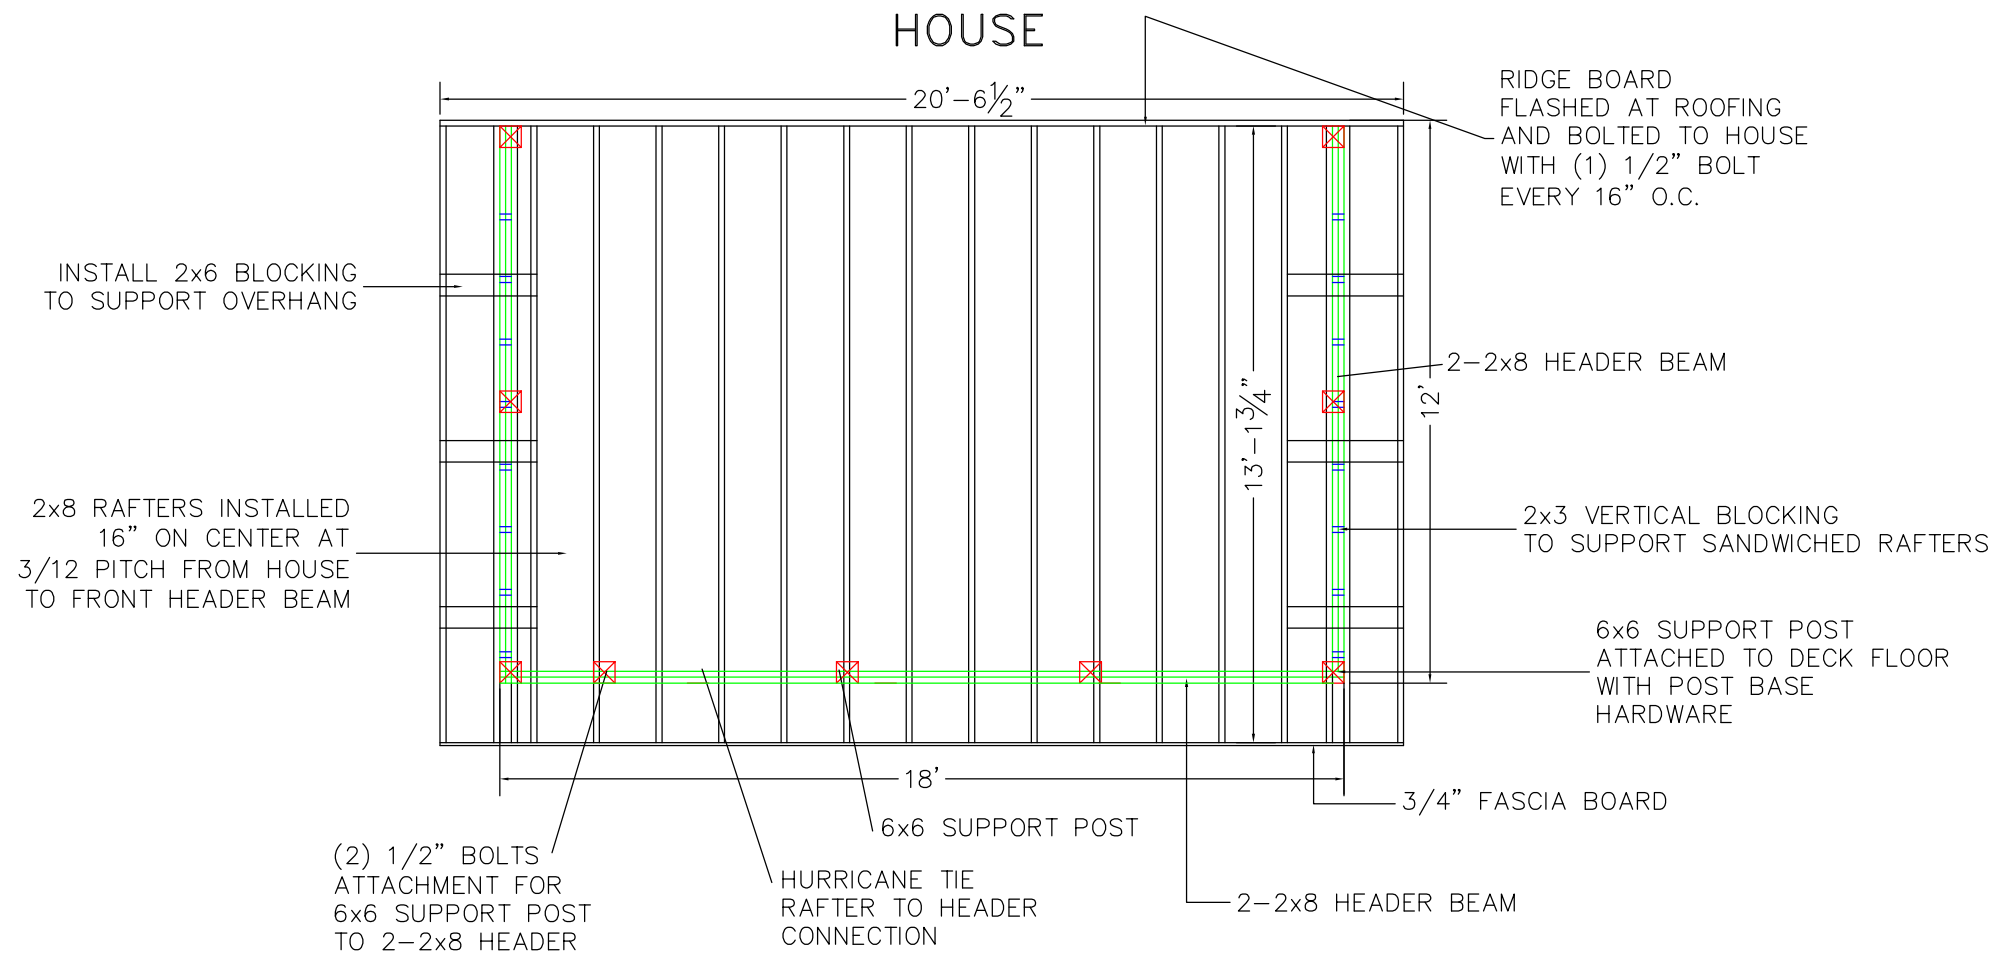 HOUSE
20'-6½"
RIDGE BOARD
FLASHED AT ROOFING
AND BOLTED TO HOUSE
WITH (1) 1/2" BOLT
EVERY 16" O.C.
INSTALL 2x6 BLOCKING
TO SUPPORT OVERHANG
2-2x8 HEADER BEAM
12'
13'-1¾"
2x8 RAFTERS INSTALLED
16" ON CENTER AT
3/12 PITCH FROM HOUSE
TO FRONT HEADER BEAM
2x3 VERTICAL BLOCKING
TO SUPPORT SANDWICHED RAFTERS
6x6 SUPPORT POST
ATTACHED TO DECK FLOOR
WITH POST BASE
HARDWARE
18'
3/4" FASCIA BOARD
6x6 SUPPORT POST
(2) 1/2" BOLTS
ATTACHMENT FOR
6x6 SUPPORT POST
TO 2-2x8 HEADER
HURRICANE TIE
RAFTER TO HEADER
CONNECTION
2-2x8 HEADER BEAM